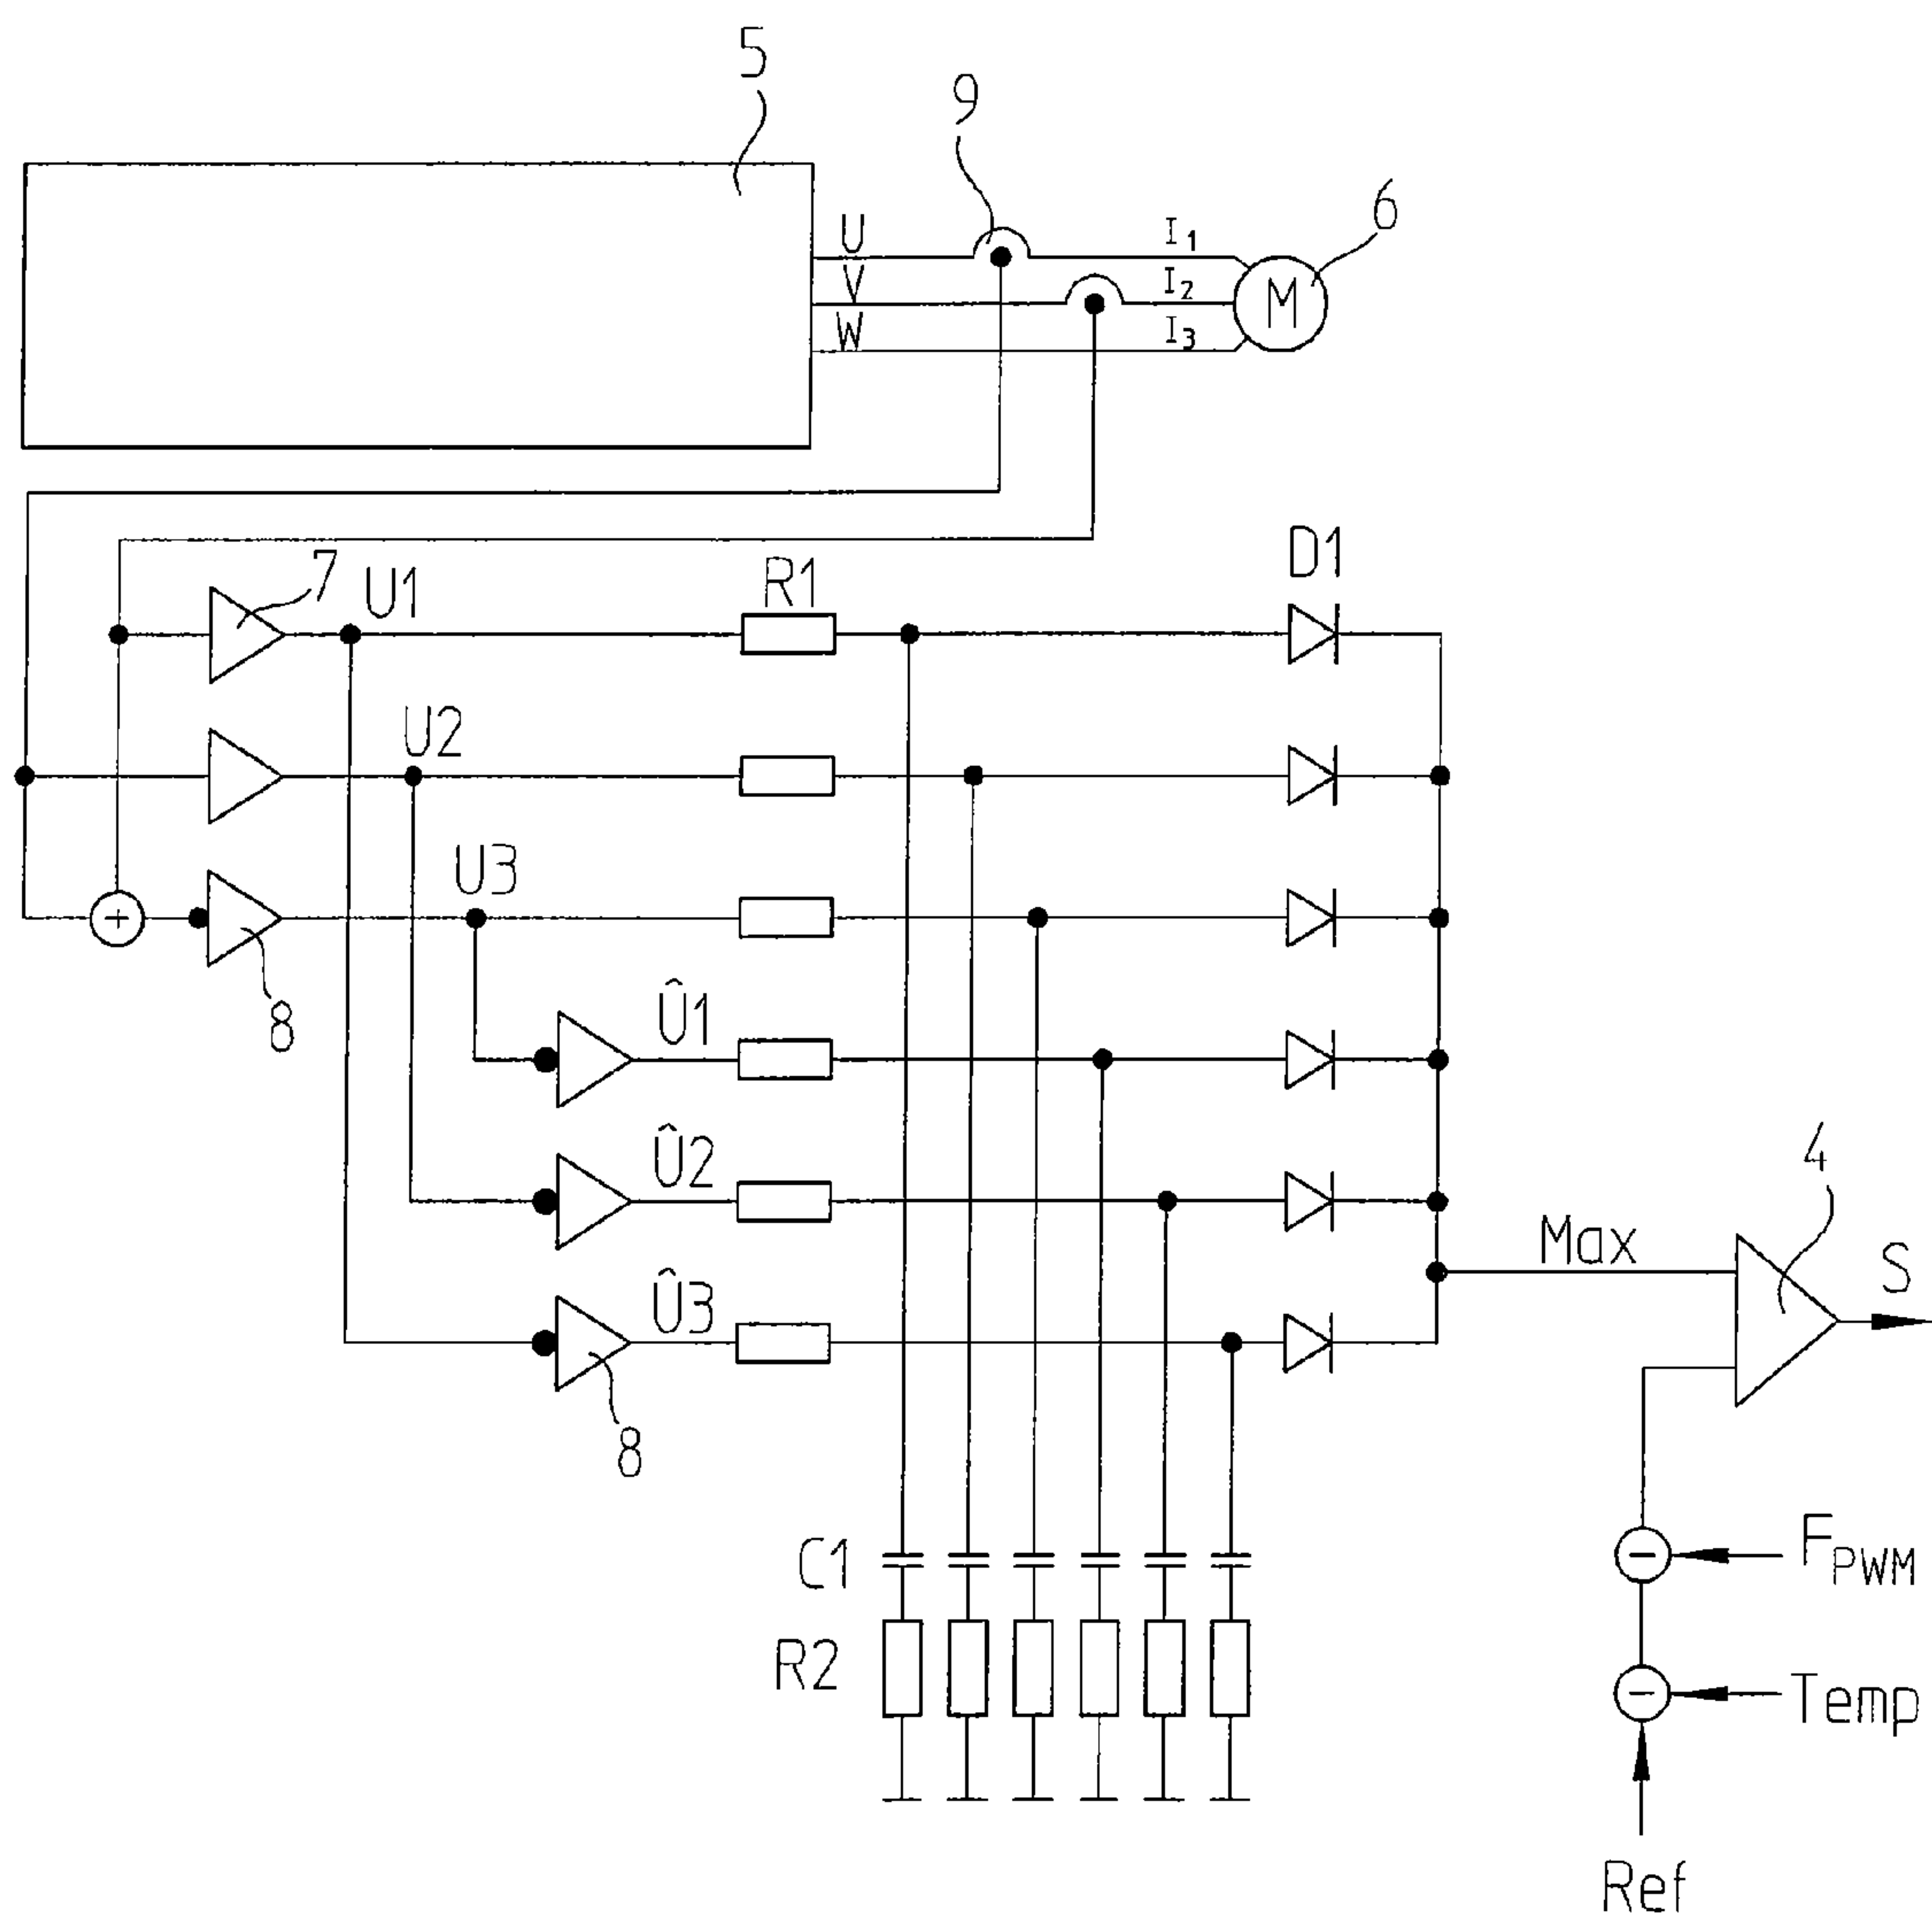 5
9
6
U
I1
V
I2
M
W
I3
7
U1
R1
D1
U2
U3
8
Û1
Û2
4
Max
S
Û3
8
C1
FPWM
R2
Temp
Ref